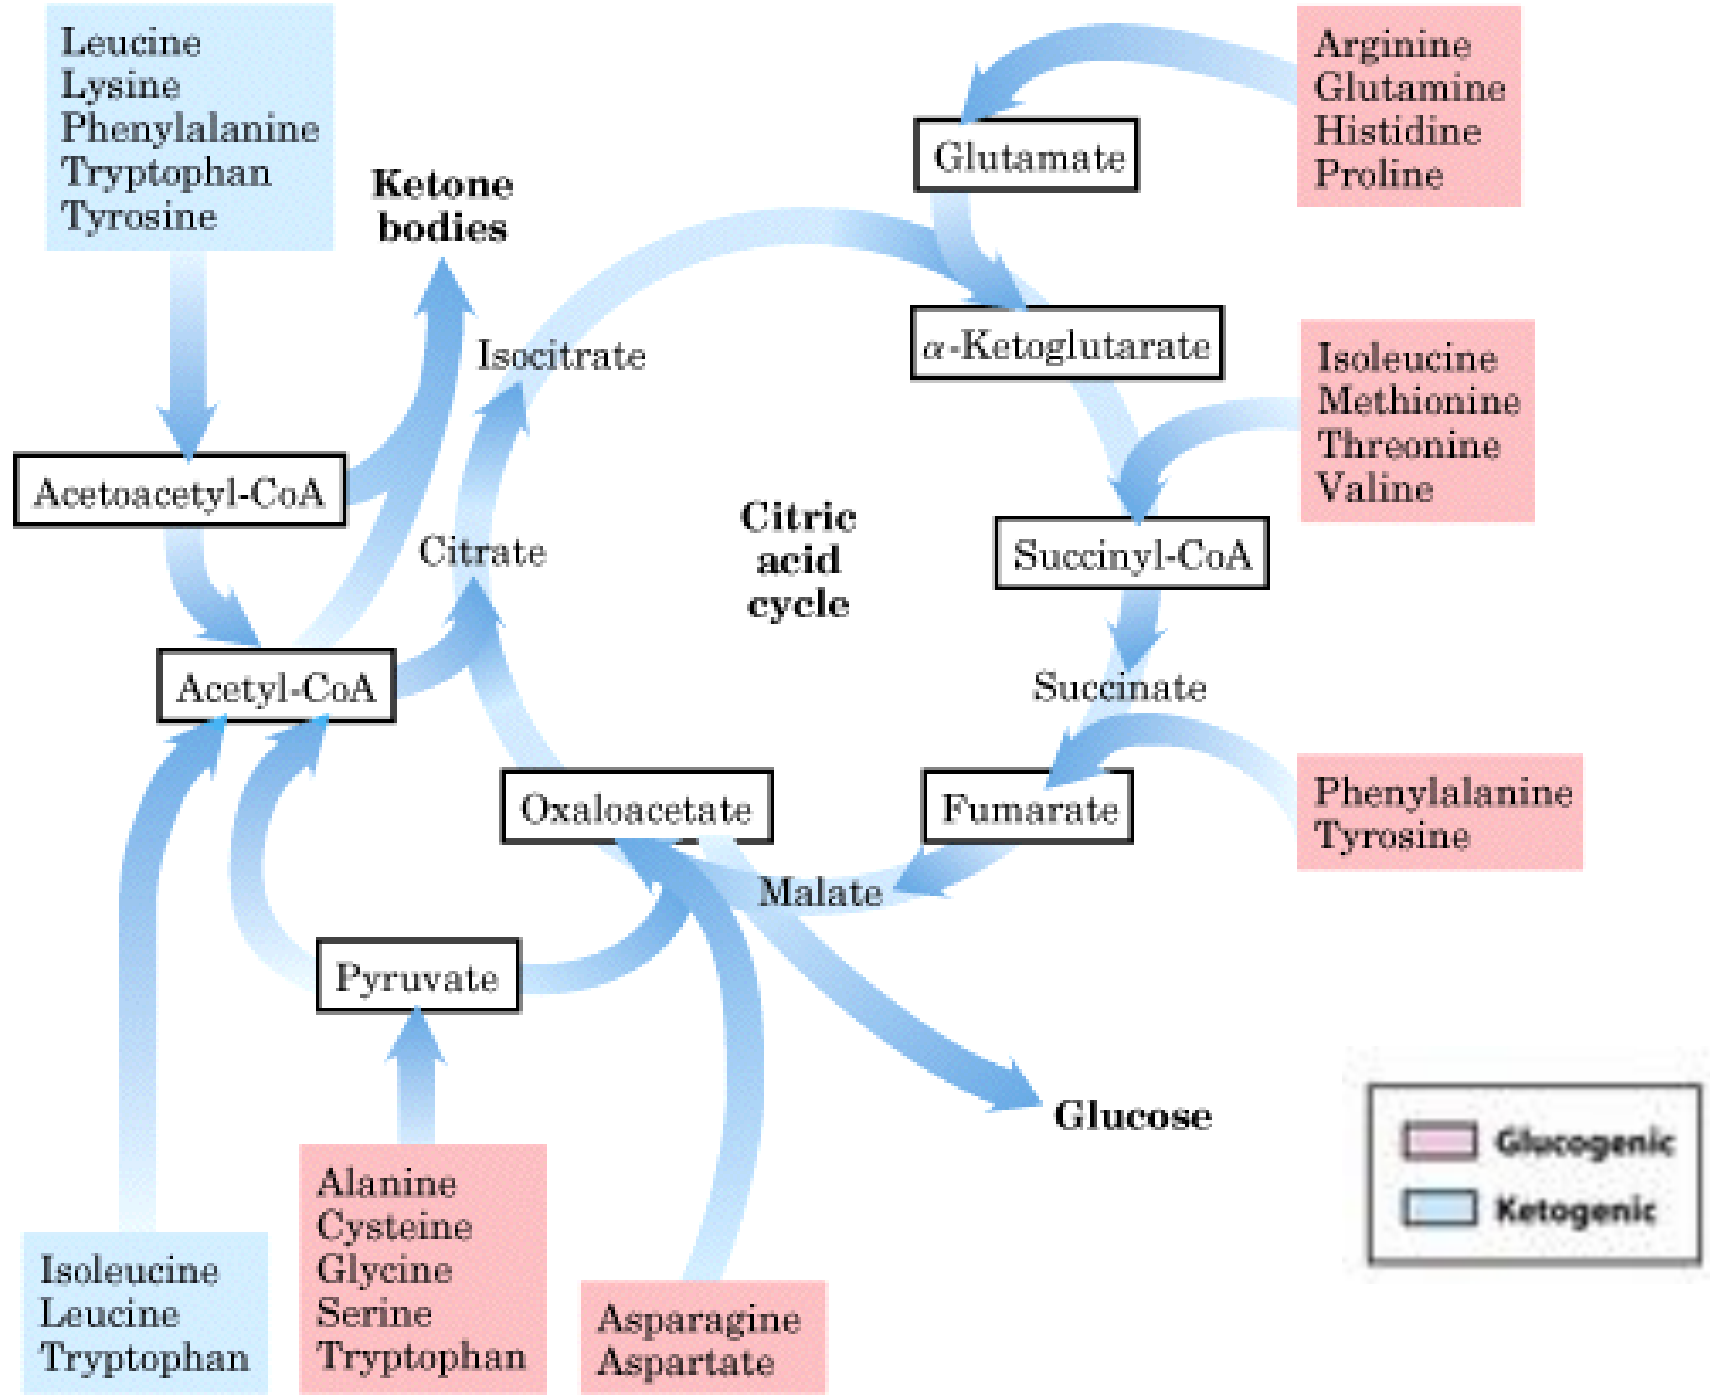 Leucine
Lysine
Phenylalanine
Tryptophan
Tyrosine
Ketone
bodies
Arginine
Glutamine
Histidine
Proline
Glutamate
Isocitrate
α-Ketoglutarate
Isoleucine
Methionine
Threonine
Valine
Acetoacetyl-CoA
Citrate
Citric
acid
cycle
Succinyl-CoA
Acetyl-CoA
Succinate
Oxaloacetate
Fumarate
Phenylalanine
Tyrosine
Malate
Pyruvate
Glucose
Glucogenic
Ketogenic
Alanine
Cysteine
Glycine
Serine
Tryptophan
Isoleucine
Leucine
Tryptophan
Asparagine
Aspartate